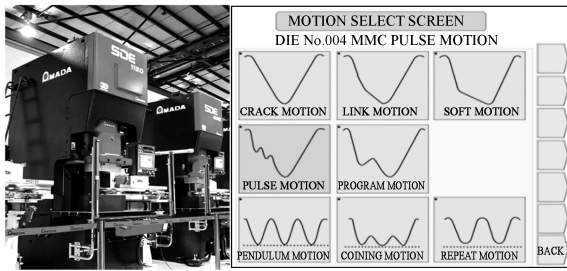 SDE
1120
AMADA
AMADA
SDE
MOTION SELECT SCREEN
DIE No.004 MMC PULSE MOTION
CRACK MOTION
LINK MOTION
SOFT MOTION
PULSE MOTION
PROGRAM MOTION
PENDULUM MOTION
COINING MOTION
REPEAT MOTION
BACK